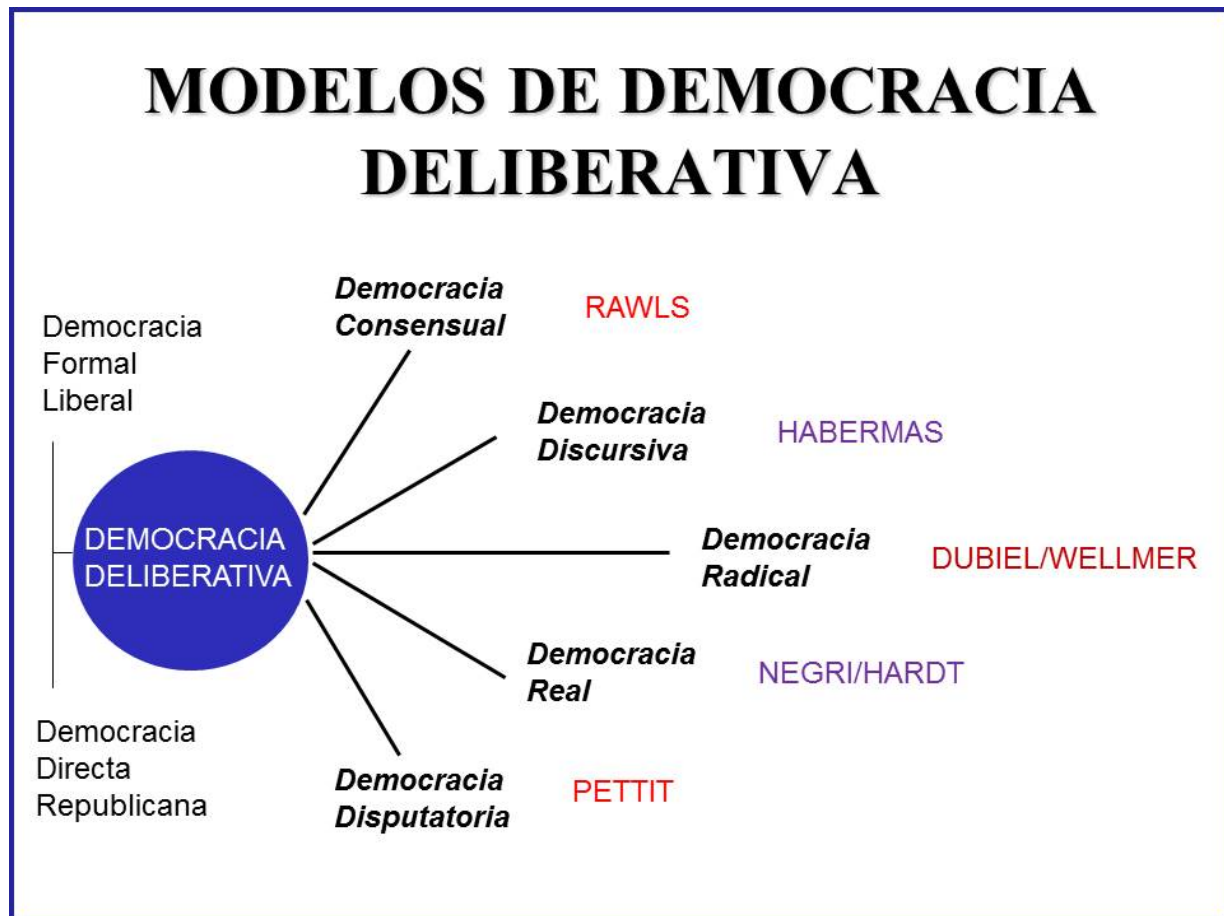 MODELOS DE DEMOCRACIA
DELIBERATIVA
Democracia
Formal
Liberal
DEMOCRACIA
DELIBERATIVA
Democracia
Directa
Republicana
Democracia
Consensual
RAWLS
Democracia
Discursiva
HABERMAS
Democracia
Radical
DUBIEL/WELLMER
Democracia
Real
NEGRI/HARDT
Democracia
Disputatoria
PETTIT